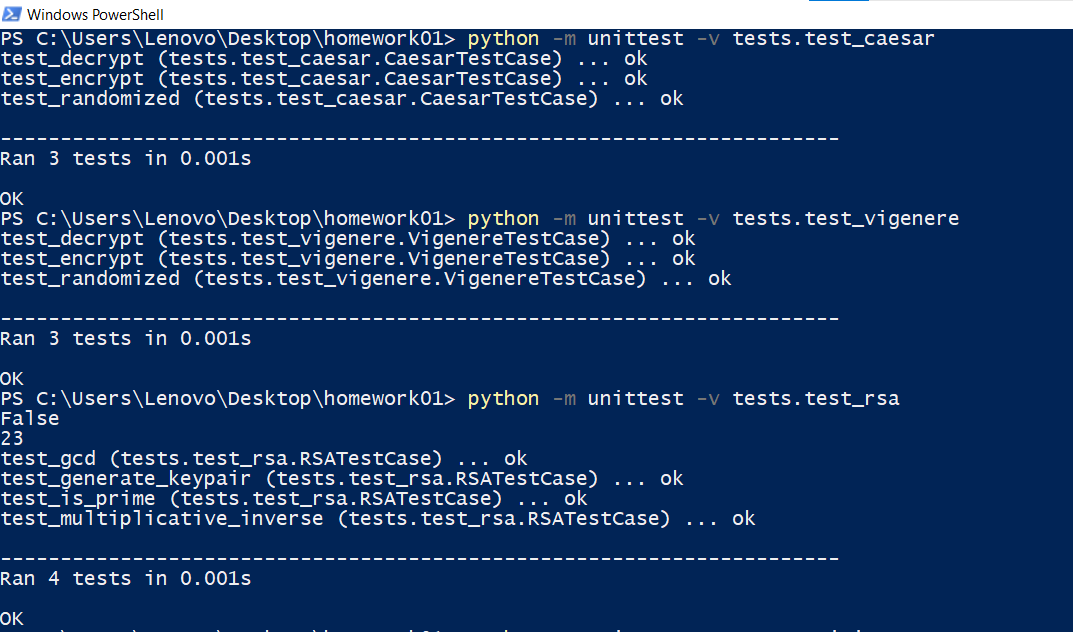 Windows PowerShell
PS C:\Users\Lenovo\Desktop\homework01> python -m unittest -v tests.test_caesar
test_decrypt (tests.test_caesar.CaesarTestCase) ... ok
test_encrypt (tests.test_caesar.CaesarTestCase) ... ok
test_randomized (tests.test_caesar.CaesarTestCase) ... ok
----------------------------------------------------------------------
Ran 3 tests in 0.001s
OK
PS C:\Users\Lenovo\Desktop\homework01> python -m unittest -v tests.test_vigenere
test_decrypt (tests.test_vigenere.VigenereTestCase) ... ok
test_encrypt (tests.test_vigenere.VigenereTestCase) ... ok
test_randomized (tests.test_vigenere.VigenereTestCase) ... ok
----------------------------------------------------------------------
Ran 3 tests in 0.001s
OK
PS C:\Users\Lenovo\Desktop\homework01> python -m unittest -v tests.test_rsa
False
23
test_gcd (tests.test_rsa.RSATestCase) ... ok
test_generate_keypair (tests.test_rsa.RSATestCase) ... ok
test_is_prime (tests.test_rsa.RSATestCase) ... ok
test_multiplicative_inverse (tests.test_rsa.RSATestCase) ... ok
----------------------------------------------------------------------
Ran 4 tests in 0.001s
OK